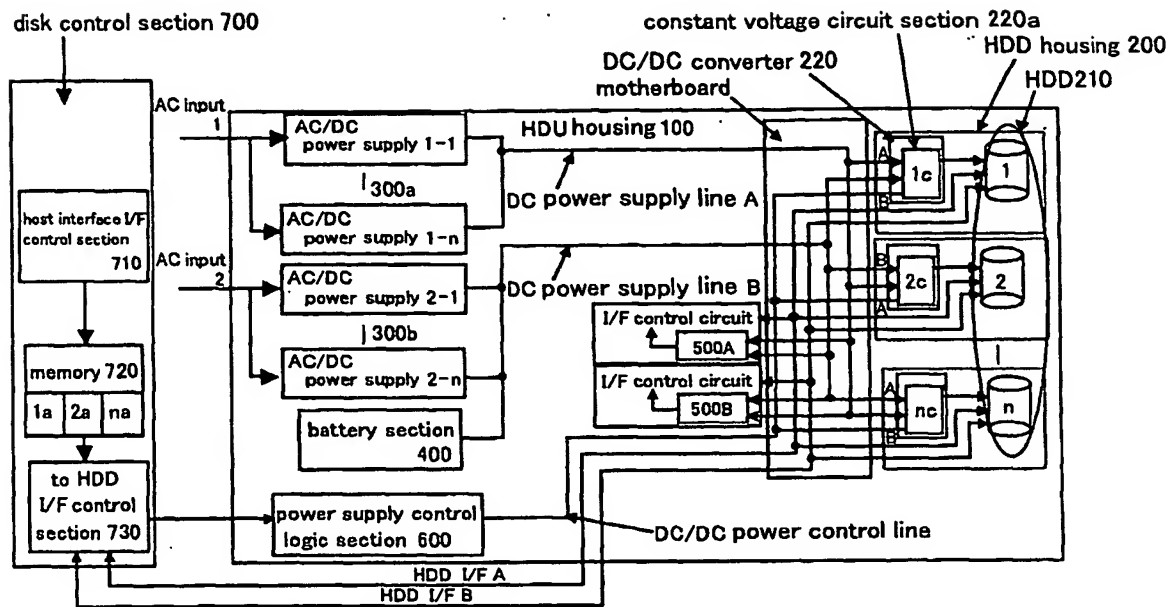 disk control section 700
constant voltage circuit section 220a
HDD housing 200
DC/DC
converter 220
HDD210
motherboard
AC input
1
AC/DC
power supply 1-1
HDU housing 100
300a
DC power supply line A
AC/DC
power supply 1-n
host interface I/F
control section
710
AC input
2
AC/DC
power supply 2-1
DC power supply line B
300b
AC/DC
power supply 2-n
I/F control circuit
500A
I/F control circuit
500B
memory 720
1a 2a na
battery section
400
to HDD
I/F control
section 730
power supply control
logic section 600
DC/DC power control line
HDD I/F A
HDD I/F B
A
1c
B
1
B
2c
A
2
A
nc
B
n